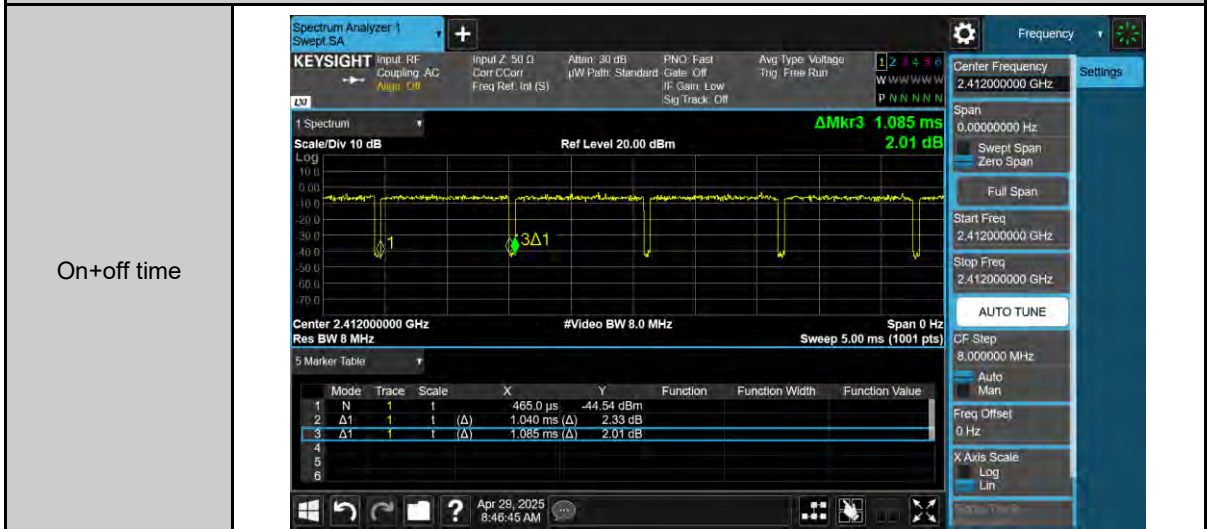 On+off time
Spectrum Analyzer 1
Swept SA
+
Frequency
KEYSIGHT
Input: RF
Coupling: AC
Align: Off
Input Z: 50 Ω
Corr CCorr
Freq Ref: Int (S)
Atten: 30 dB
µW Path: Standard
PNO: Fast
Gate: Off
IF Gain: Low
Sig Track: Off
Avg Type: Voltage
Trig: Free Run
1 2 3 4 5 6
W W W W W W
P N N N N N
LXI
1 Spectrum
ΔMkr3 1.085 ms
2.01 dB
Scale/Div 10 dB
Ref Level 20.00 dBm
Log
10.0
0.00
-10.0
-20.0
-30.0
-40.0
-50.0
-60.0
-70.0
1
3Δ1
Center 2.412000000 GHz
#Video BW 8.0 MHz
Span 0 Hz
Res BW 8 MHz
Sweep 5.00 ms (1001 pts)
5 Marker Table
Mode Trace Scale X Y Function Function Width Function Value
1 N 1 t 465.0 µs -44.54 dBm
2 Δ1 1 t (Δ) 1.040 ms (Δ) 2.33 dB
3 Δ1 1 t (Δ) 1.085 ms (Δ) 2.01 dB
4
5
6
Apr 29, 2025
8:46:45 AM
?
Center Frequency
2.412000000 GHz
Settings
Span
0.00000000 Hz
Swept Span
Zero Span
Full Span
Start Freq
2.412000000 GHz
Stop Freq
2.412000000 GHz
AUTO TUNE
CF Step
8.000000 MHz
Auto
Man
Freq Offset
0 Hz
X Axis Scale
Log
Lin